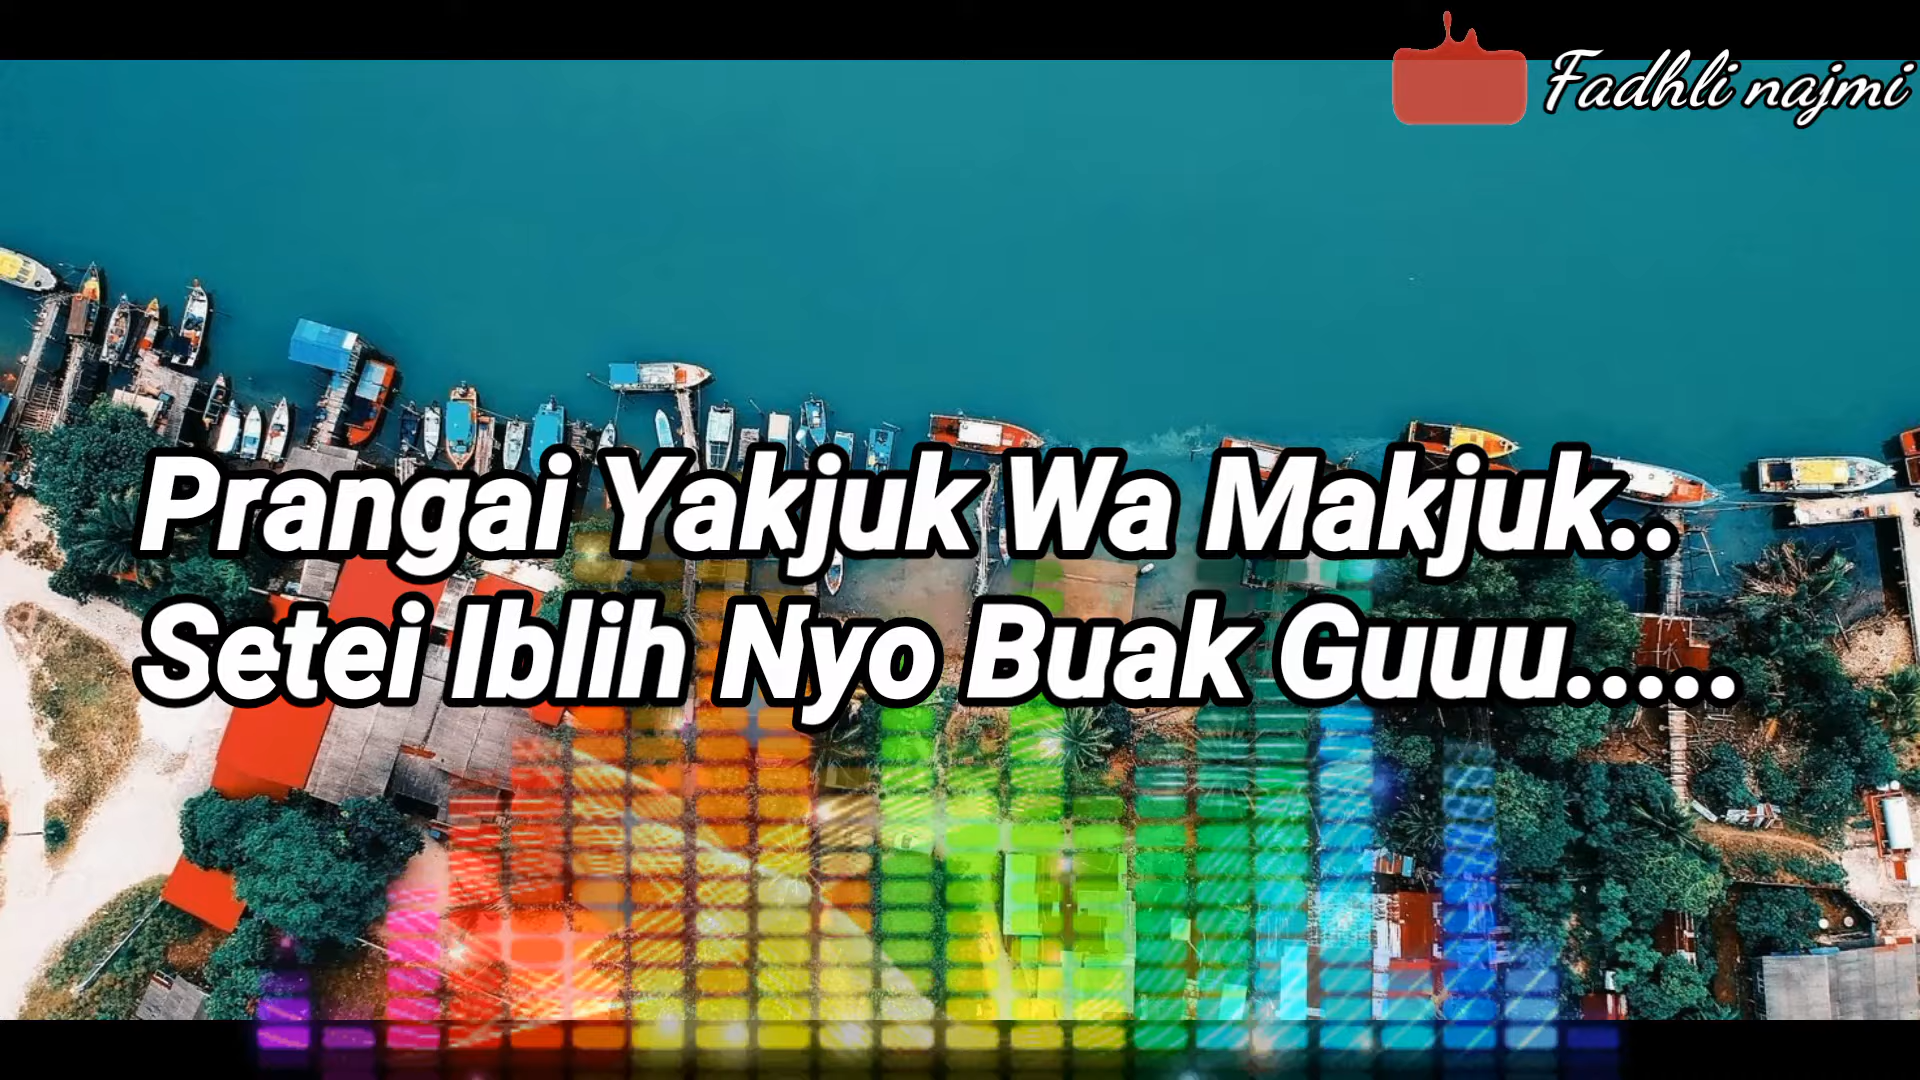 Fadhli najmi
Prangai Yakjuk Wa Makjuk..
Setei Iblih Nyo Buak Guuu.....